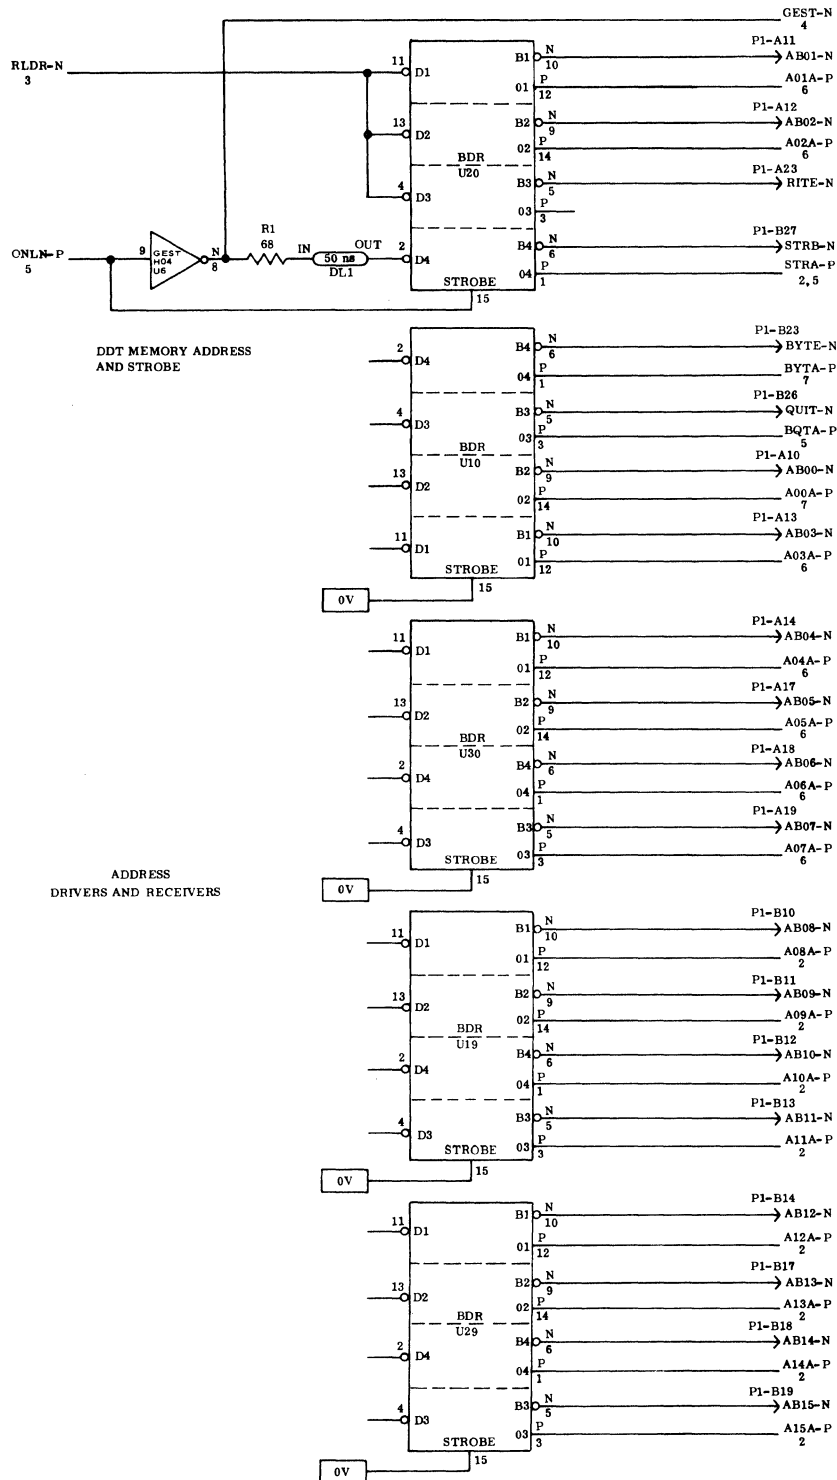 GEST-N
4
P1-A11
11 D1 B1 N 10 AB01-N
RLDR-N
3
01 P 12 A01A-P
6
P1-A12
13 D2 B2 N 9 AB02-N
BDR
U20
02 P 14 A02A-P
6
P1-A23
4 D3 B3 N 5 RITE-N
03 P 3
R1
68
P1-B27
ONLN-P
5
9 GEST H04 U6 N 8
IN 50 ns OUT
DL1
2 D4 B4 N 6 STRB-N
04 P 1 STRA-P
2,5
STROBE
15
DDT MEMORY ADDRESS
AND STROBE
P1-B23
2 D4 B4 N 6 BYTE-N
04 P 1 BYTA-P
7
P1-B26
4 D3 B3 N 5 QUIT-N
03 P 3 BQTA-P
5
BDR
U10
P1-A10
13 D2 B2 N 9 AB00-N
02 P 14 A00A-P
7
P1-A13
11 D1 B1 N 10 AB03-N
01 P 12 A03A-P
6
STROBE
15
0V
P1-A14
11 D1 B1 N 10 AB04-N
01 P 12 A04A-P
6
P1-A17
13 D2 B2 N 9 AB05-N
02 P 14 A05A-P
6
BDR
U30
P1-A18
2 D4 B4 N 6 AB06-N
04 P 1 A06A-P
6
P1-A19
4 D3 B3 N 5 AB07-N
03 P 3 A07A-P
6
STROBE
15
0V
ADDRESS
DRIVERS AND RECEIVERS
P1-B10
11 D1 B1 N 10 AB08-N
01 P 12 A08A-P
2
P1-B11
13 D2 B2 N 9 AB09-N
02 P 14 A09A-P
2
BDR
U19
P1-B12
2 D4 B4 N 6 AB10-N
04 P 1 A10A-P
2
P1-B13
4 D3 B3 N 5 AB11-N
03 P 3 A11A-P
2
STROBE
15
0V
P1-B14
11 D1 B1 N 10 AB12-N
01 P 12 A12A-P
2
P1-B17
13 D2 B2 N 9 AB13-N
02 P 14 A13A-P
2
BDR
U29
P1-B18
2 D4 B4 N 6 AB14-N
04 P 1 A14A-P
2
P1-B19
4 D3 B3 N 5 AB15-N
03 P 3 A15A-P
2
STROBE
15
0V